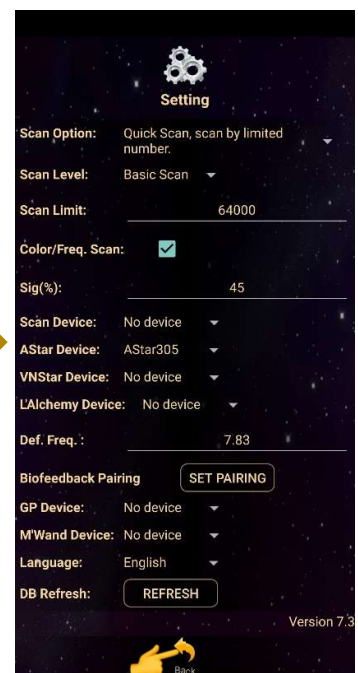 Setting
Scan Option: Quick Scan, scan by limited
number.
Scan Level: Basic Scan
Scan Limit: 64000
Color/Freq. Scan:
Sig(%): 45
Scan Device: No device
AStar Device: AStar305
VNStar Device: No device
L'Alchemy Device: No device
Def. Freq. : 7.83
Biofeedback Pairing SET PAIRING
GP Device: No device
M'Wand Device: No device
Language: English
DB Refresh: REFRESH
Version 7.3
Back